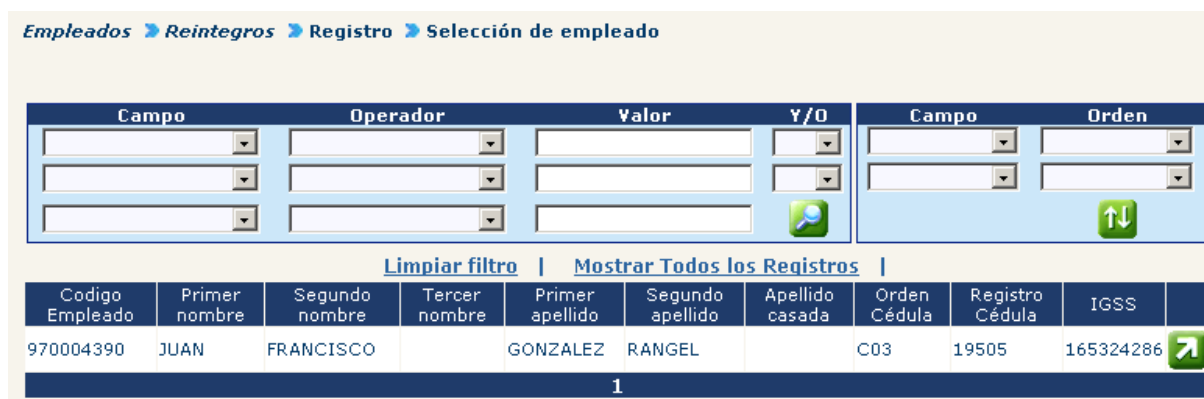 Empleados Reintegros Registro Selección de empleado
Campo Operador Valor Y/O Campo Orden
Limpiar filtro | Mostrar Todos los Registros |
Codigo Empleado Primer nombre Segundo nombre Tercer nombre Primer apellido Segundo apellido Apellido casada Orden Cédula Registro Cédula IGSS
970004390 JUAN FRANCISCO GONZALEZ RANGEL C03 19505 165324286
1